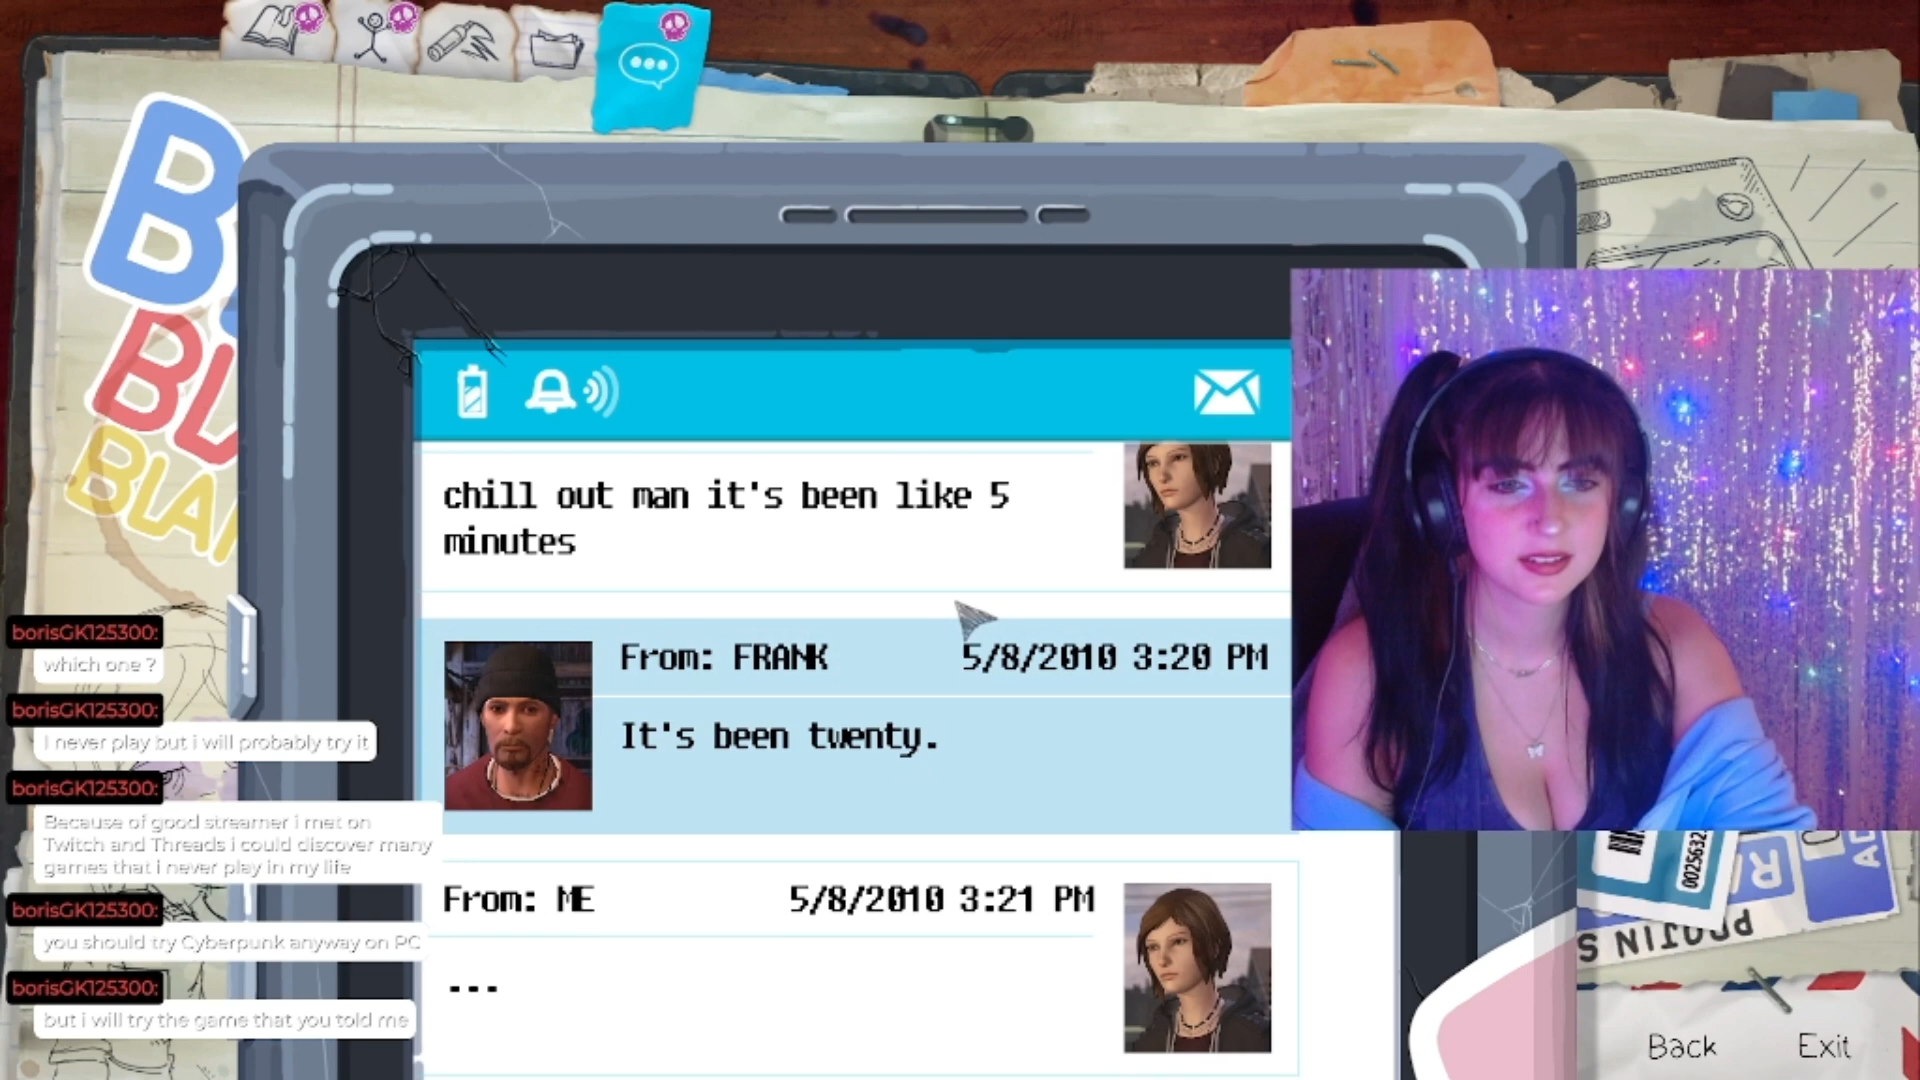 B
BL
BLA
chill out man it's been like 5
minutes
From: FRANK 5/8/2010 3:20 PM
It's been twenty.
From: ME 5/8/2010 3:21 PM
...
borisGK125300:
which one ?
borisGK125300:
I never play but i will probably try it
borisGK125300:
Because of good streamer i met on
Twitch and Threads i could discover many
games that i never play in my life
borisGK125300:
you should try Cyberpunk anyway on PC
borisGK125300:
but i will try the game that you told me
Back Exit